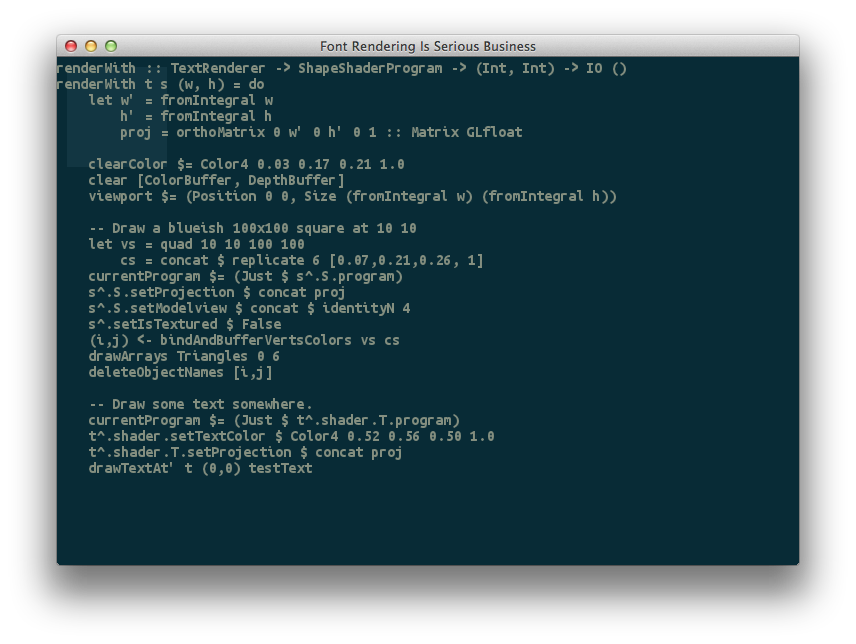 Font Rendering Is Serious Business
renderWith :: TextRenderer -> ShapeShaderProgram -> (Int, Int) -> IO ()
renderWith t s (w, h) = do
    let w' = fromIntegral w
        h' = fromIntegral h
        proj = orthoMatrix 0 w' 0 h' 0 1 :: Matrix GLfloat

    clearColor $= Color4 0.03 0.17 0.21 1.0
    clear [ColorBuffer, DepthBuffer]
    viewport $= (Position 0 0, Size (fromIntegral w) (fromIntegral h))

    -- Draw a blueish 100x100 square at 10 10
    let vs = quad 10 10 100 100
        cs = concat $ replicate 6 [0.07,0.21,0.26, 1]
    currentProgram $= (Just $ s^.S.program)
    s^.S.setProjection $ concat proj
    s^.S.setModelview $ concat $ identityN 4
    s^.setIsTextured $ False
    (i,j) <- bindAndBufferVertsColors vs cs
    drawArrays Triangles 0 6
    deleteObjectNames [i,j]

    -- Draw some text somewhere.
    currentProgram $= (Just $ t^.shader.T.program)
    t^.shader.setTextColor $ Color4 0.52 0.56 0.50 1.0
    t^.shader.T.setProjection $ concat proj
    drawTextAt' t (0,0) testText